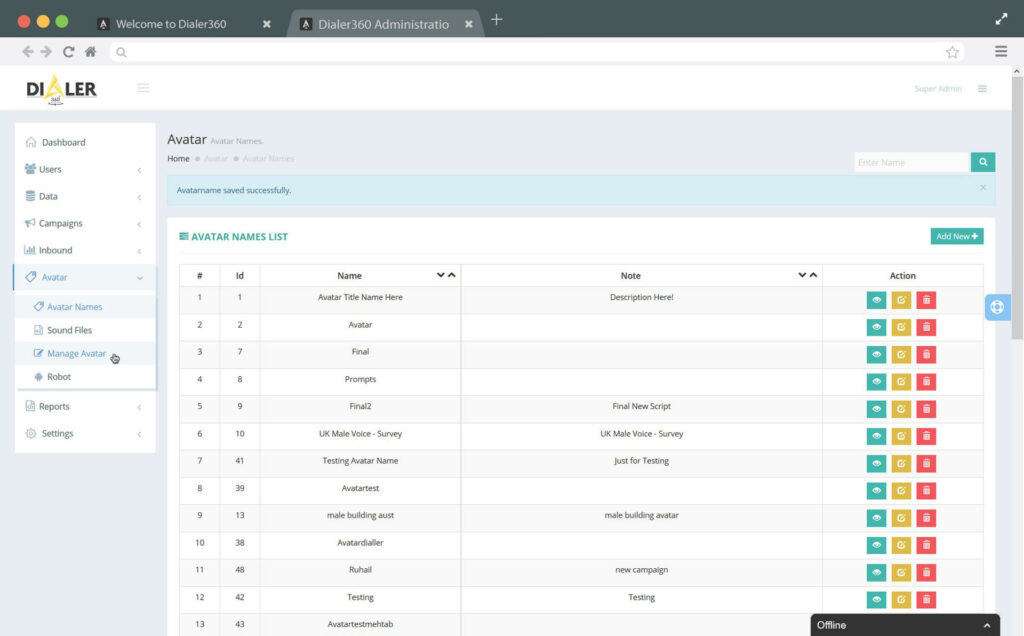 Welcome to Dialer360
Dialer360 Administratio
DIALER
360
Super Admin
Dashboard
Users
Data
Campaigns
Inbound
Avatar
Avatar Names
Sound Files
Manage Avatar
Robot
Reports
Settings
Avatar Avatar Names.
Home Avatar Avatar Names
Enter Name
Avatarname saved successfully.
AVATAR NAMES LIST
Add New
# Id Name Note Action
1 1 Avatar Title Name Here Description Here!
2 2 Avatar
3 7 Final
4 8 Prompts
5 9 Final2 Final New Script
6 10 UK Male Voice - Survey UK Male Voice - Survey
7 41 Testing Avatar Name Just for Testing
8 39 Avatartest
9 13 male building aust male building avatar
10 38 Avatardialler
11 48 Ruhail new campaign
12 42 Testing Testing
13 43 Avatartestmehtab
Offline